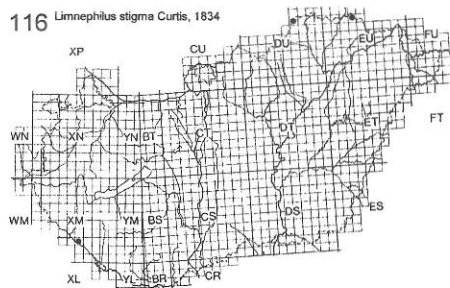 116 Limnephilus stigma Curtis, 1834
XP CU DU EU FU
WN XN YN BT C DT ET FT
WM XM YM BS CS DS ES
XL YL BR CR